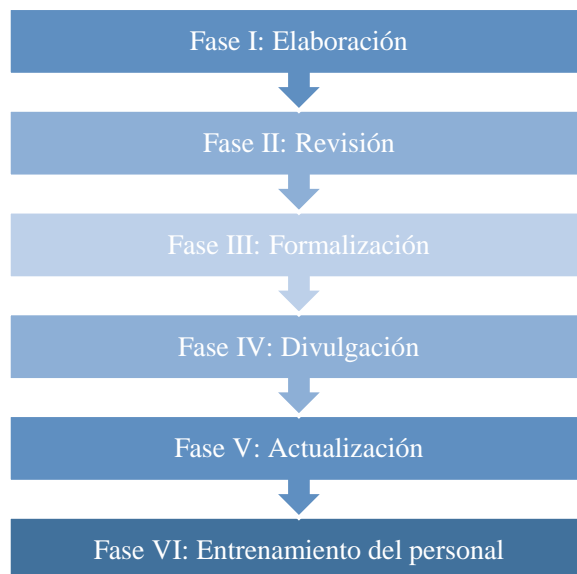 Fase I: Elaboración
Fase II: Revisión
Fase III: Formalización
Fase IV: Divulgación
Fase V: Actualización
Fase VI: Entrenamiento del personal